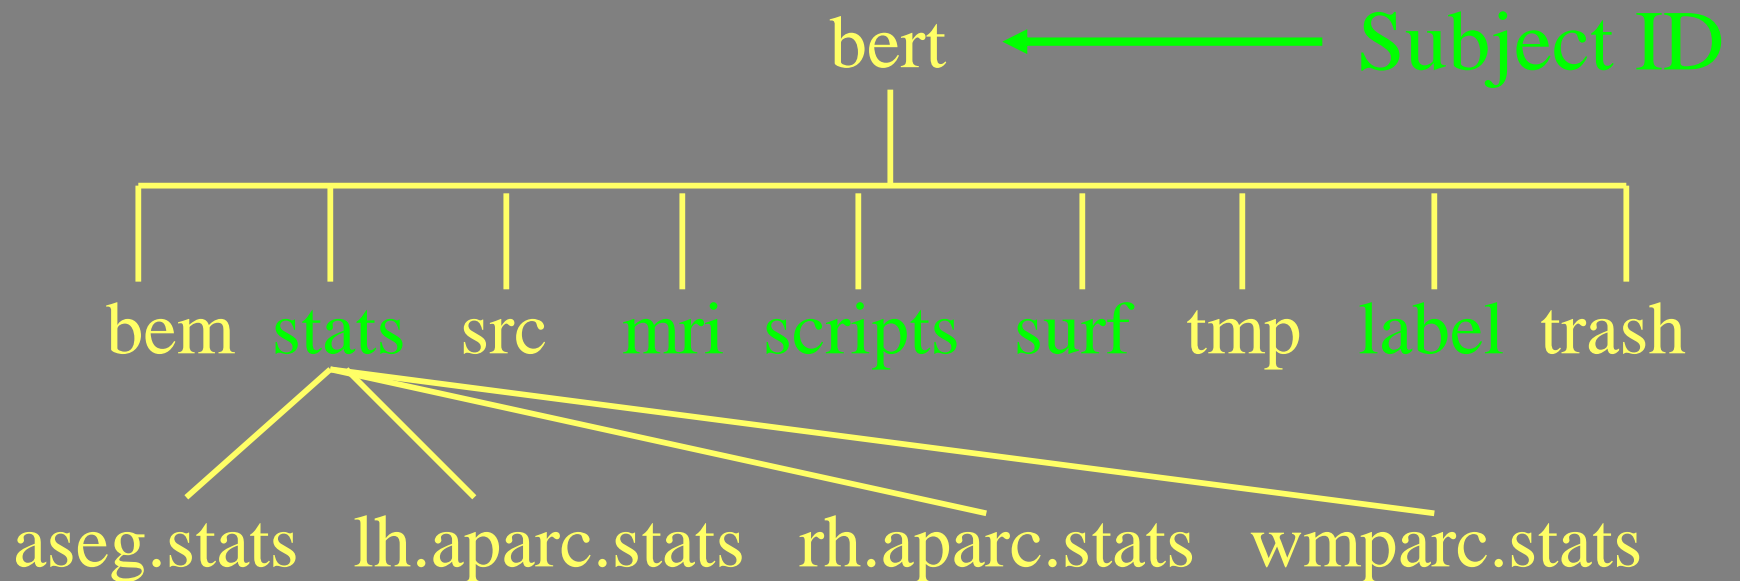 bert Subject ID
bem stats src mri scripts surf tmp label trash
aseg.stats lh.aparc.stats rh.aparc.stats wmparc.stats